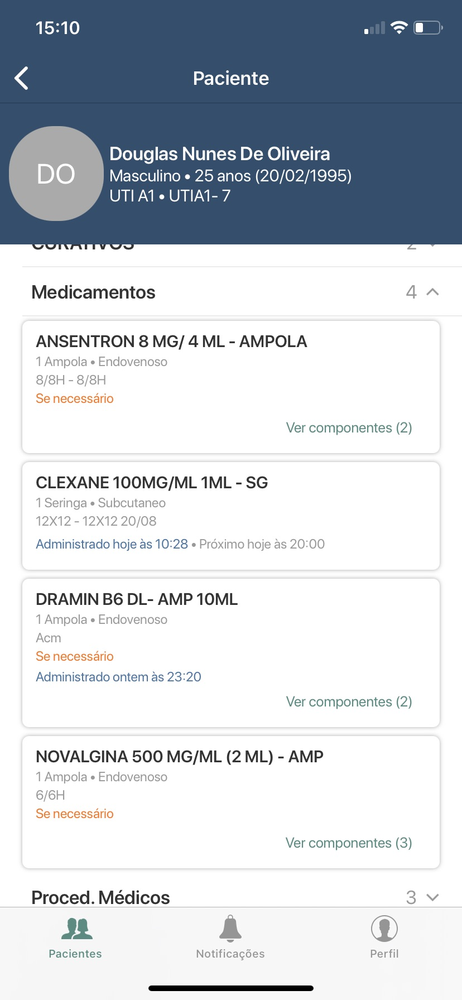 15:10
Paciente
DO
Douglas Nunes De Oliveira
Masculino • 25 anos (20/02/1995)
UTI A1 • UTIA1- 7
CURATIVOS 2
Medicamentos 4
ANSENTRON 8 MG/ 4 ML - AMPOLA
1 Ampola • Endovenoso
8/8H - 8/8H
Se necessário
Ver componentes (2)
CLEXANE 100MG/ML 1ML - SG
1 Seringa • Subcutaneo
12X12 - 12X12 20/08
Administrado hoje às 10:28 • Próximo hoje às 20:00
DRAMIN B6 DL- AMP 10ML
1 Ampola • Endovenoso
Acm
Se necessário
Administrado ontem às 23:20
Ver componentes (2)
NOVALGINA 500 MG/ML (2 ML) - AMP
1 Ampola • Endovenoso
6/6H
Se necessário
Ver componentes (3)
Proced. Médicos 3
Pacientes
Notificações
Perfil